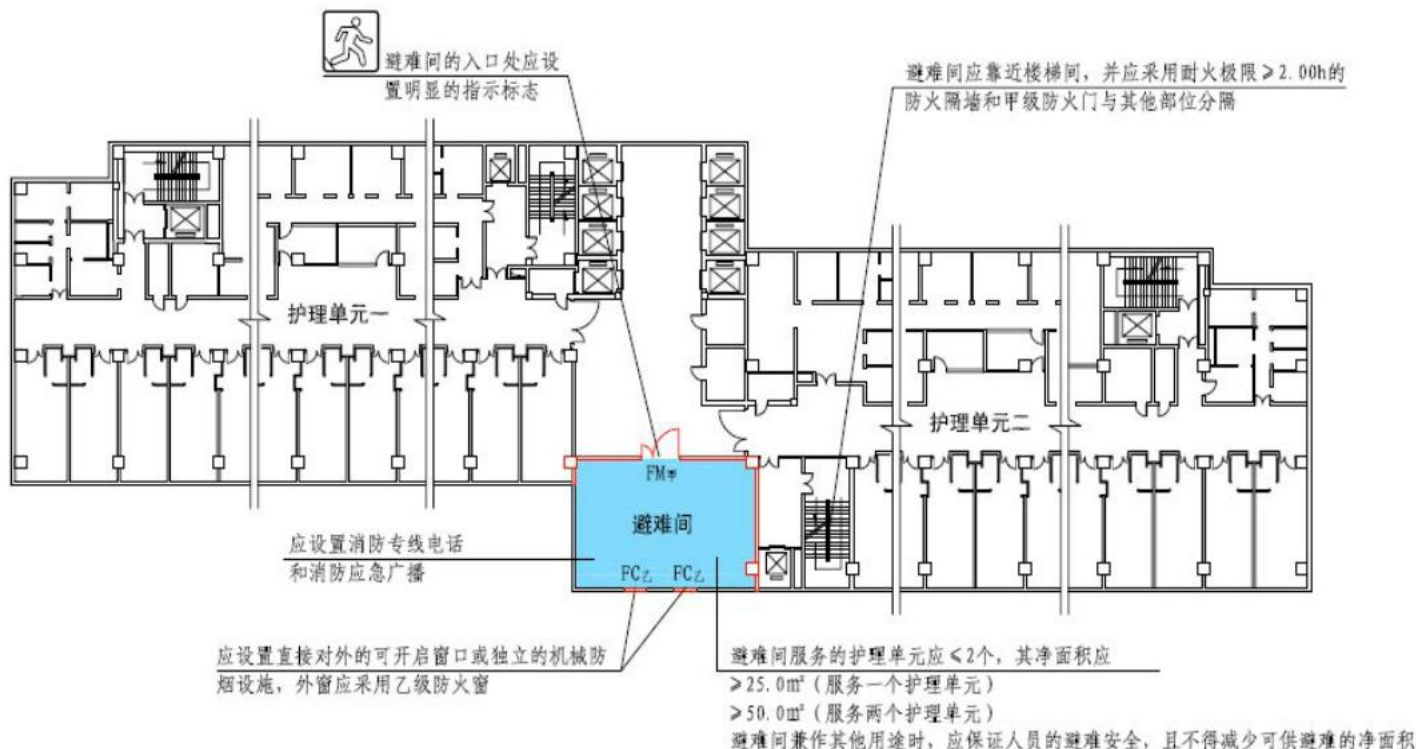 避难间的入口处应设
置明显的指示标志
避难间应靠近楼梯间，并应采用耐火极限≥2.00h的
防火隔墙和甲级防火门与其他部位分隔
护理单元一
护理单元二
FM甲
避难间
FC乙 FC乙
应设置消防专线电话
和消防应急广播
应设置直接对外的可开启窗口或独立的机械防
烟设施，外窗应采用乙级防火窗
避难间服务的护理单元应≤2个，其净面积应
≥25.0m²（服务一个护理单元）
≥50.0m²（服务两个护理单元）
避难间兼作其他用途时，应保证人员的避难安全，且不得减少可供避难的净面积